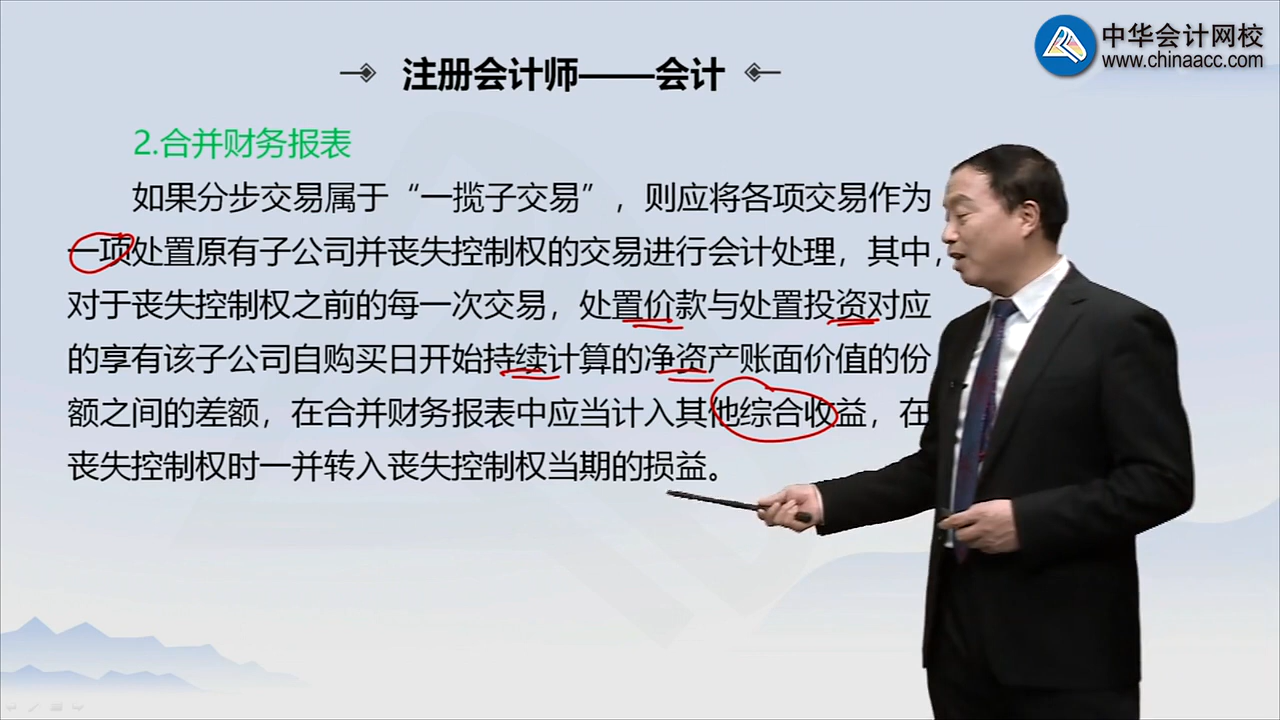 中华会计网校
www.chinaacc.com
注册会计师——会计
2.合并财务报表
如果分步交易属于“一揽子交易”，则应将各项交易作为
一项处置原有子公司并丧失控制权的交易进行会计处理，其中，
对于丧失控制权之前的每一次交易，处置价款与处置投资对应
的享有该子公司自购买日开始持续计算的净资产账面价值的份
额之间的差额，在合并财务报表中应当计入其他综合收益，在
丧失控制权时一并转入丧失控制权当期的损益。